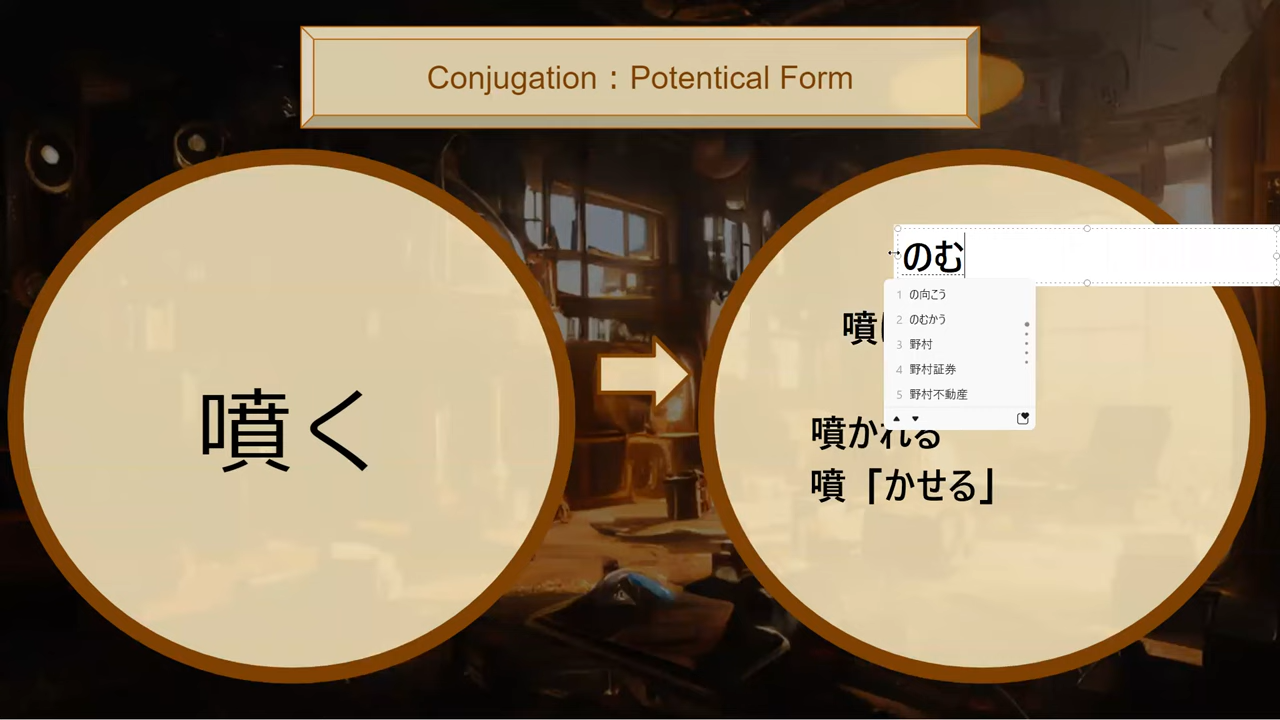 Conjugation：Potentical Form
噴く
のむ
1 の向こう
2 のむかう
3 野村
4 野村証券
5 野村不動産
噴
噴かれる
噴「かせる」